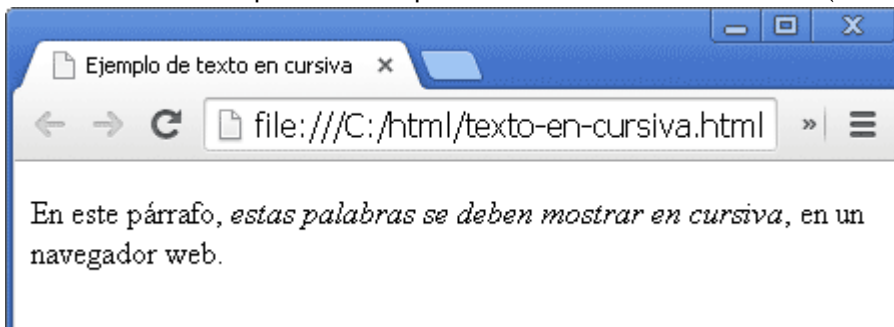 Ejemplo de texto en cursiva
file:///C:/html/texto-en-cursiva.html
En este párrafo, estas palabras se deben mostrar en cursiva, en un
navegador web.